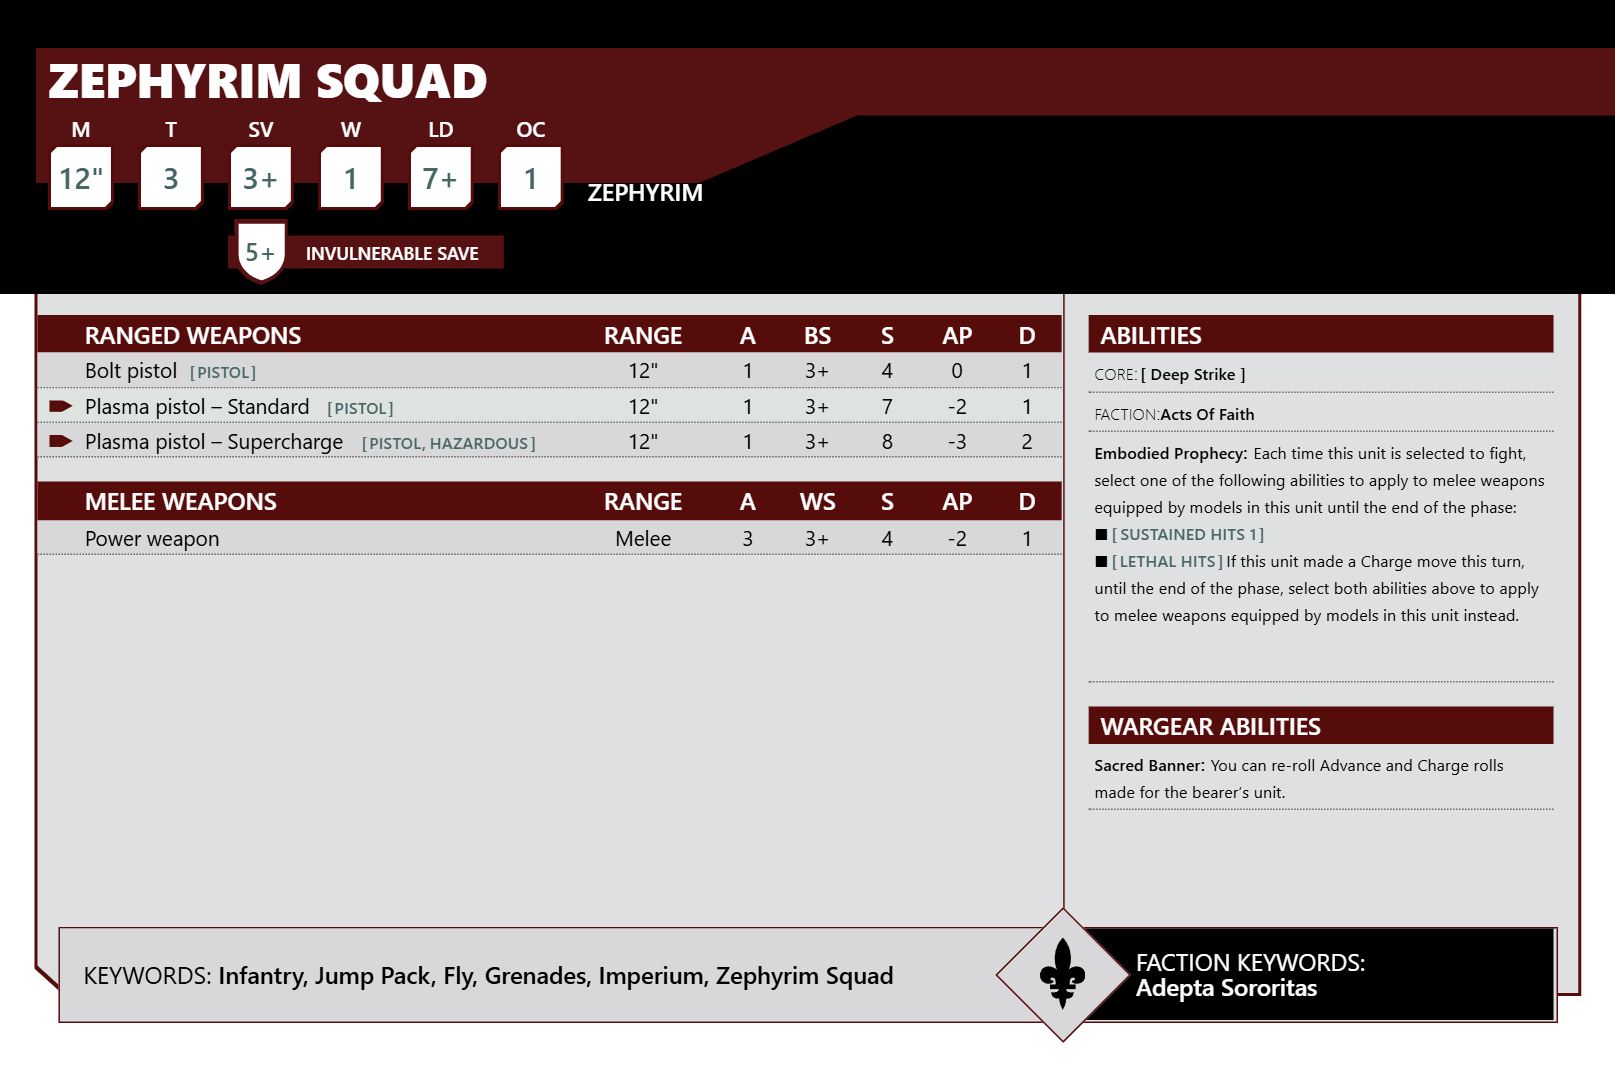 ZEPHYRIM SQUAD
M T SV W LD OC
12" 3 3+ 1 7+ 1
ZEPHYRIM
5+ INVULNERABLE SAVE
RANGED WEAPONS RANGE A BS S AP D
Bolt pistol [PISTOL] 12" 1 3+ 4 0 1
Plasma pistol – Standard [PISTOL] 12" 1 3+ 7 -2 1
Plasma pistol – Supercharge [PISTOL, HAZARDOUS] 12" 1 3+ 8 -3 2
MELEE WEAPONS RANGE A WS S AP D
Power weapon Melee 3 3+ 4 -2 1
ABILITIES
CORE: [ Deep Strike ]
FACTION:Acts Of Faith
Embodied Prophecy: Each time this unit is selected to fight,
select one of the following abilities to apply to melee weapons
equipped by models in this unit until the end of the phase:
■ [SUSTAINED HITS 1]
■ [LETHAL HITS] If this unit made a Charge move this turn,
until the end of the phase, select both abilities above to apply
to melee weapons equipped by models in this unit instead.
WARGEAR ABILITIES
Sacred Banner: You can re-roll Advance and Charge rolls
made for the bearer's unit.
KEYWORDS: Infantry, Jump Pack, Fly, Grenades, Imperium, Zephyrim Squad
FACTION KEYWORDS:
Adepta Sororitas